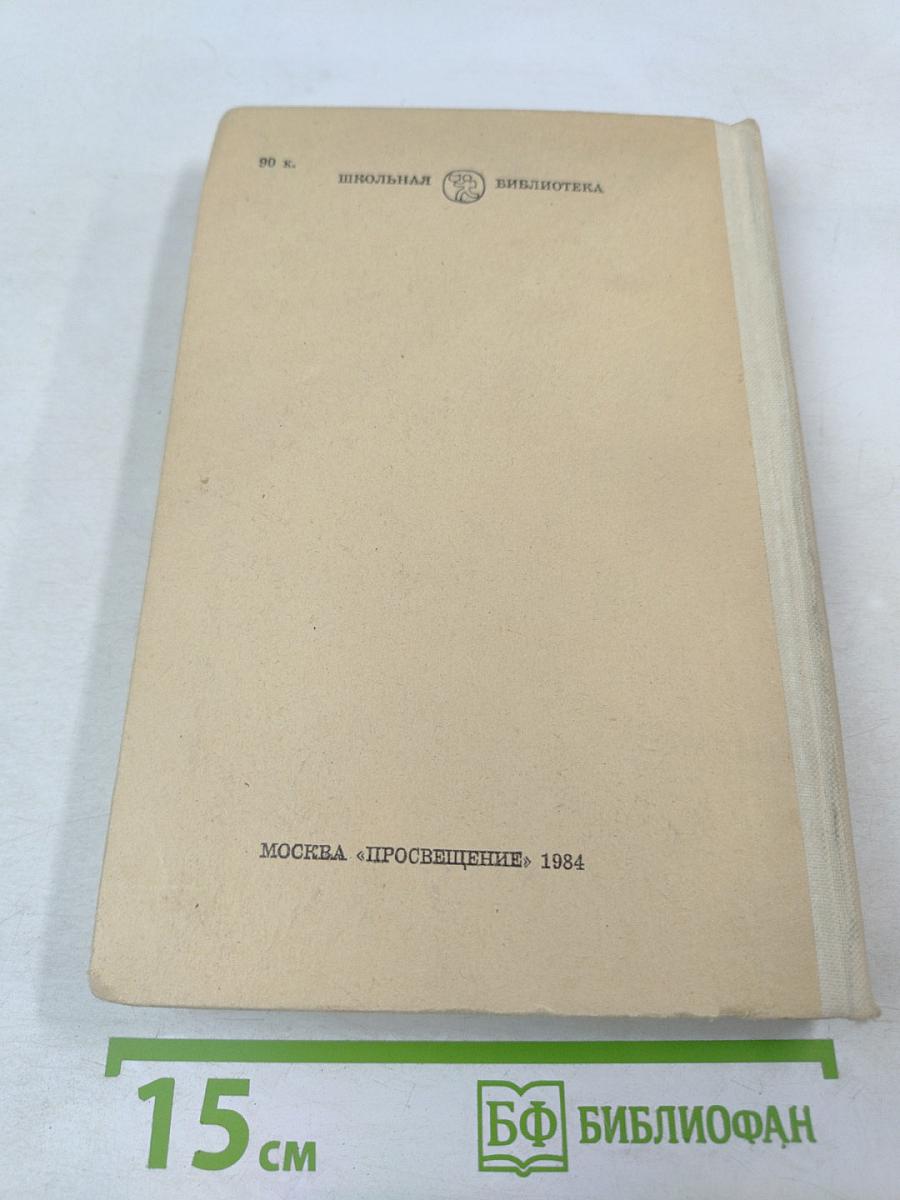 90 к.
ШКОЛЬНАЯ БИБЛИОТЕКА
МОСКВА «ПРОСВЕЩЕНИЕ» 1984
15 см
БФ БИБЛИОФАН